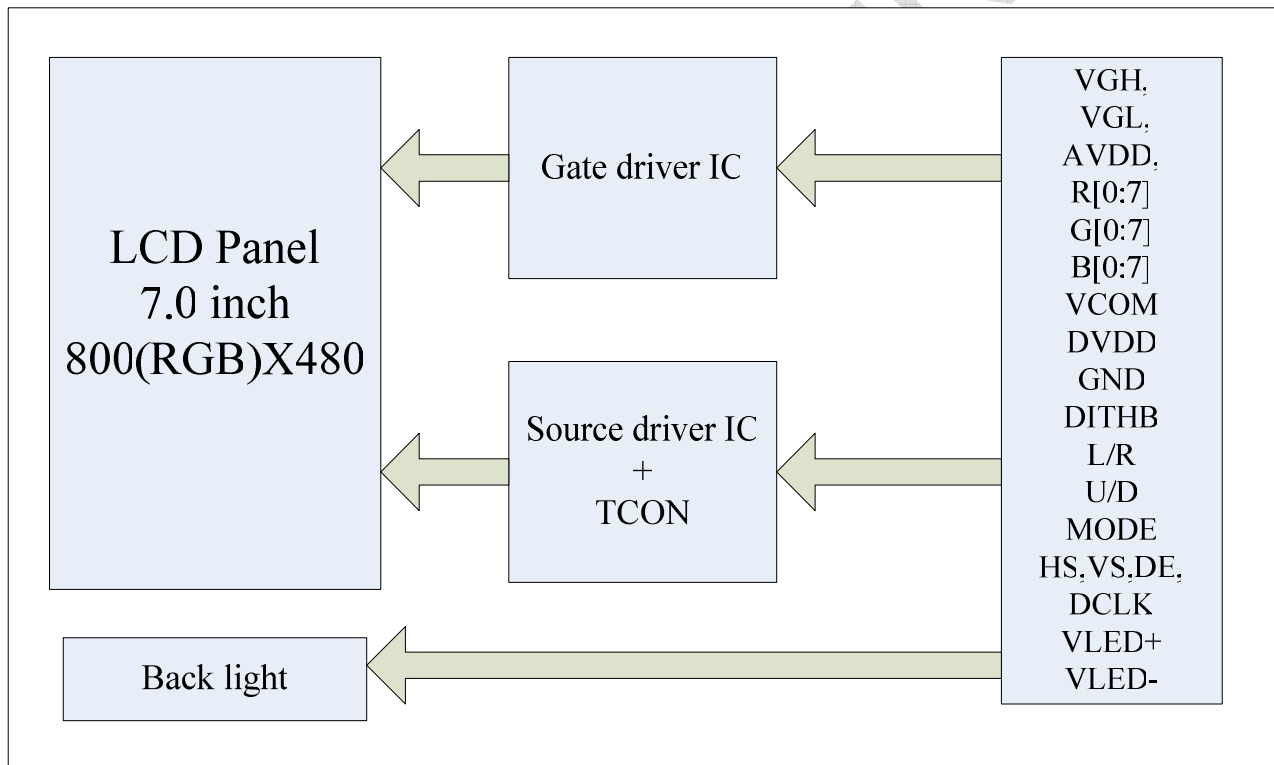 LCD Panel
7.0 inch
800(RGB)X480
Gate driver IC
Source driver IC
+
TCON
Back light
VGH,
VGL,
AVDD,
R[0:7]
G[0:7]
B[0:7]
VCOM
DVDD
GND
DITHB
L/R
U/D
MODE
HS,VS,DE,
DCLK
VLED+
VLED-